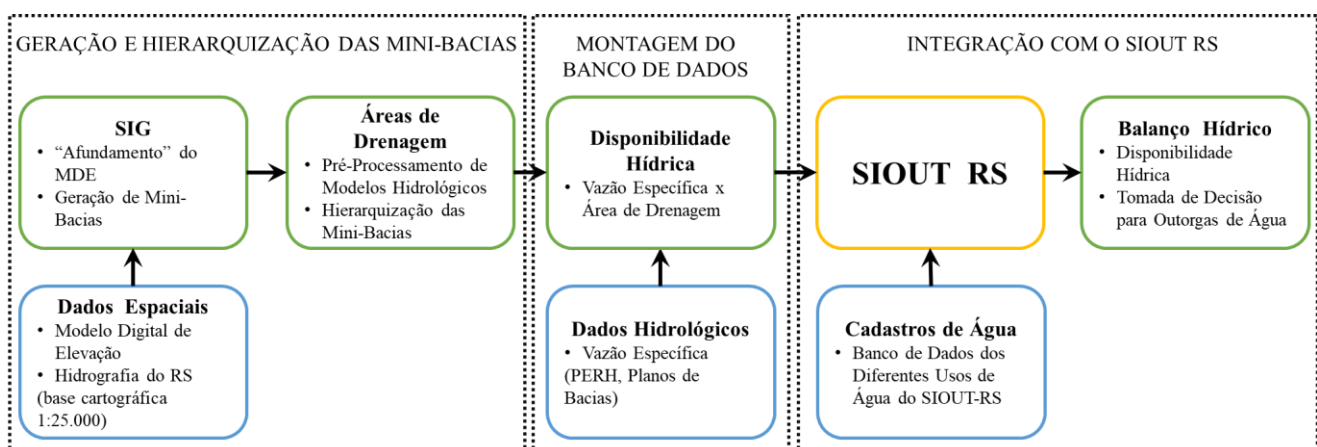 GERAÇÃO E HIERARQUIZAÇÃO DAS MINI-BACIAS
SIG
• “Afundamento” do
MDE
• Geração de Mini-
Bacias
Áreas de
Drenagem
• Pré-Processamento de
Modelos Hidrológicos
• Hierarquização das
Mini-Bacias
Dados Espaciais
• Modelo Digital de
Elevação
• Hidrografia do RS
(base cartográfica
1:25.000)
MONTAGEM DO
BANCO DE DADOS
Disponibilidade
Hídrica
• Vazão Específica x
Área de Drenagem
Dados Hidrológicos
• Vazão Específica
(PERH, Planos de
Bacias)
INTEGRAÇÃO COM O SIOUT RS
SIOUT RS
Balanço Hídrico
• Disponibilidade
Hídrica
• Tomada de Decisão
para Outorgas de Água
Cadastros de Água
• Banco de Dados dos
Diferentes Usos de
Água do SIOUT-RS